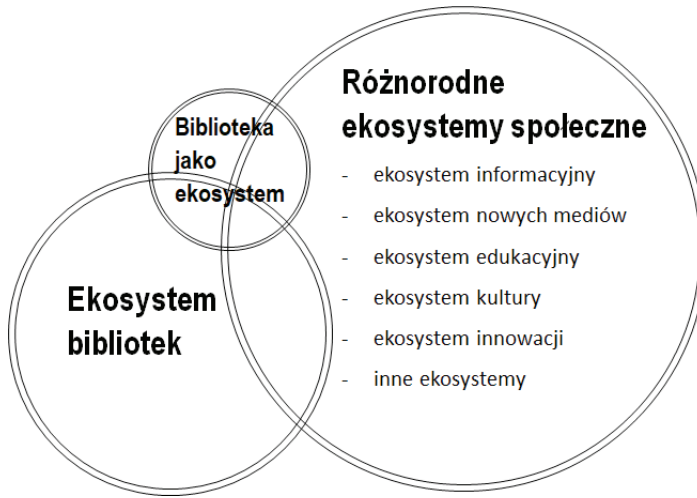 Różnorodne
ekosystemy społeczne
Biblioteka
jako
ekosystem
- ekosystem informacyjny
- ekosystem nowych mediów
- ekosystem edukacyjny
- ekosystem kultury
- ekosystem innowacji
- inne ekosystemy
Ekosystem
bibliotek